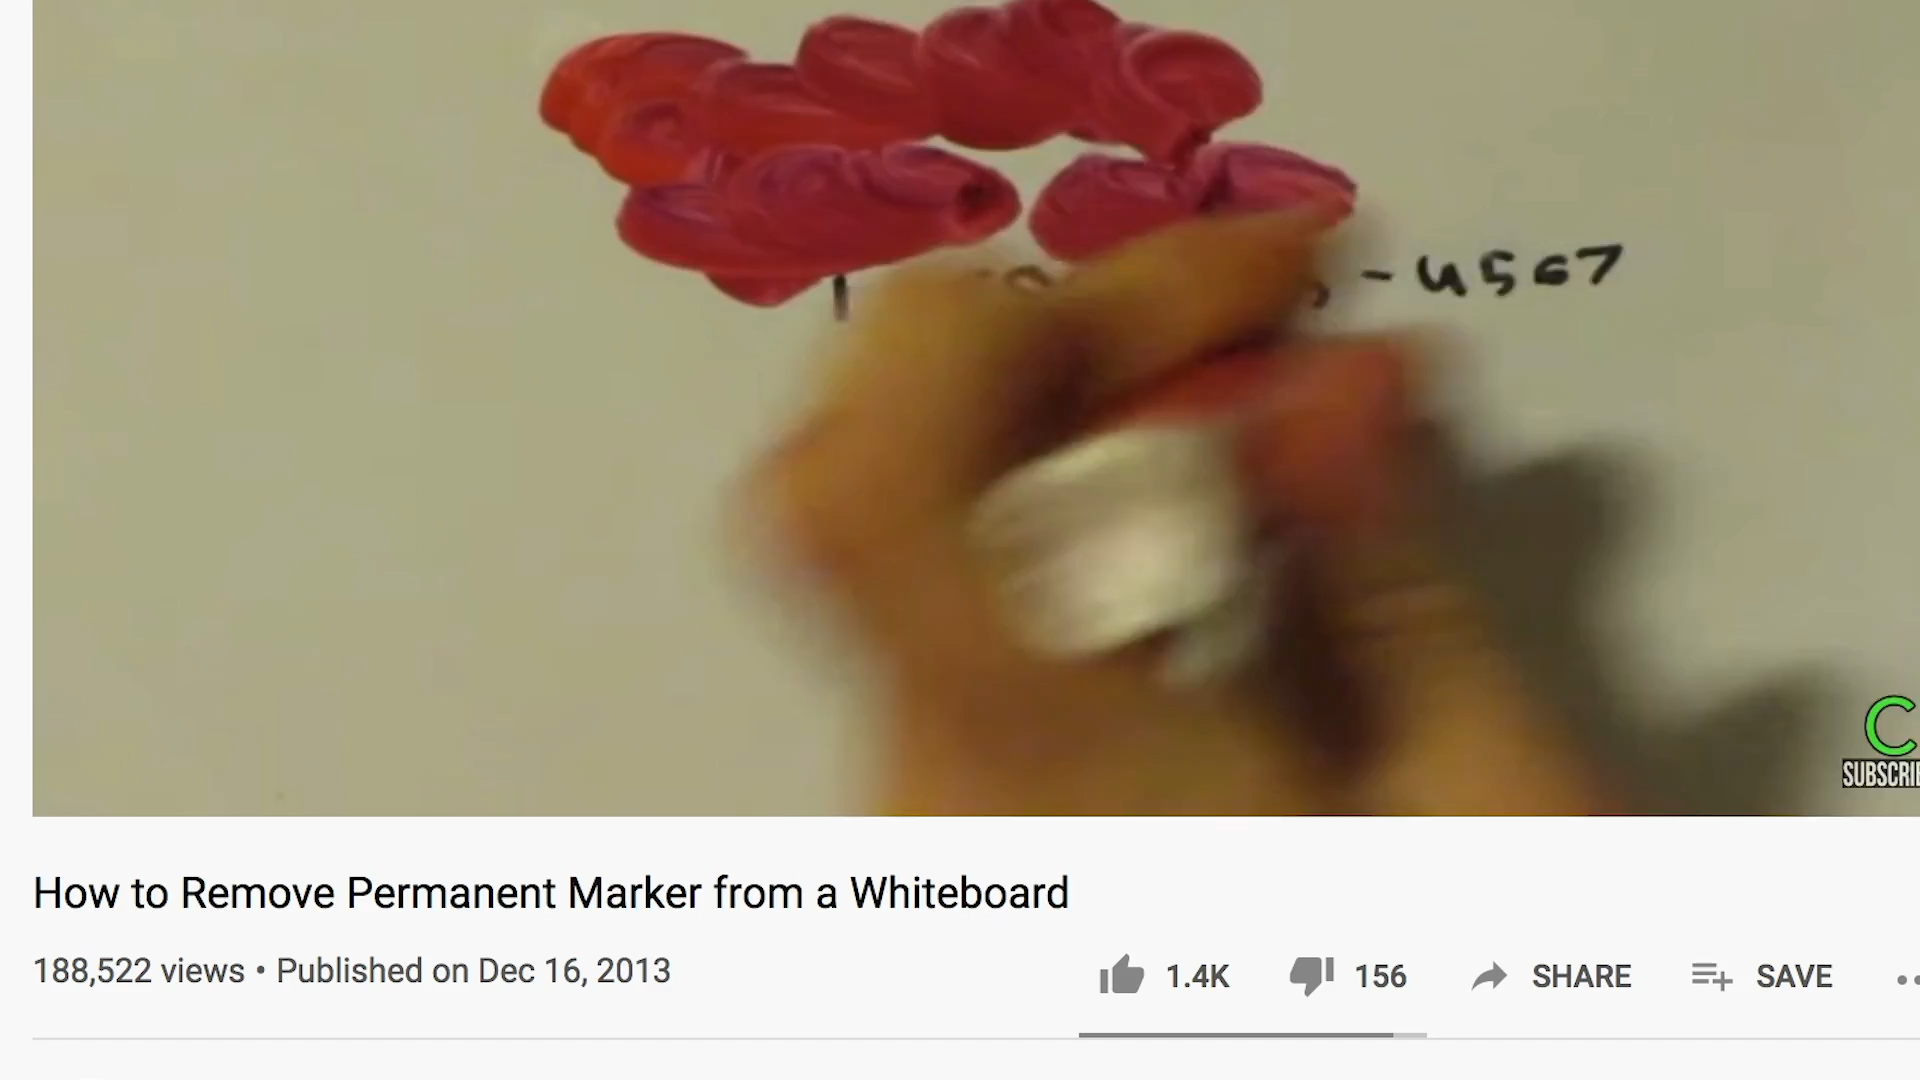 -4567
C
SUBSCRIB
How to Remove Permanent Marker from a Whiteboard
188,522 views • Published on Dec 16, 2013
1.4K 156 SHARE SAVE